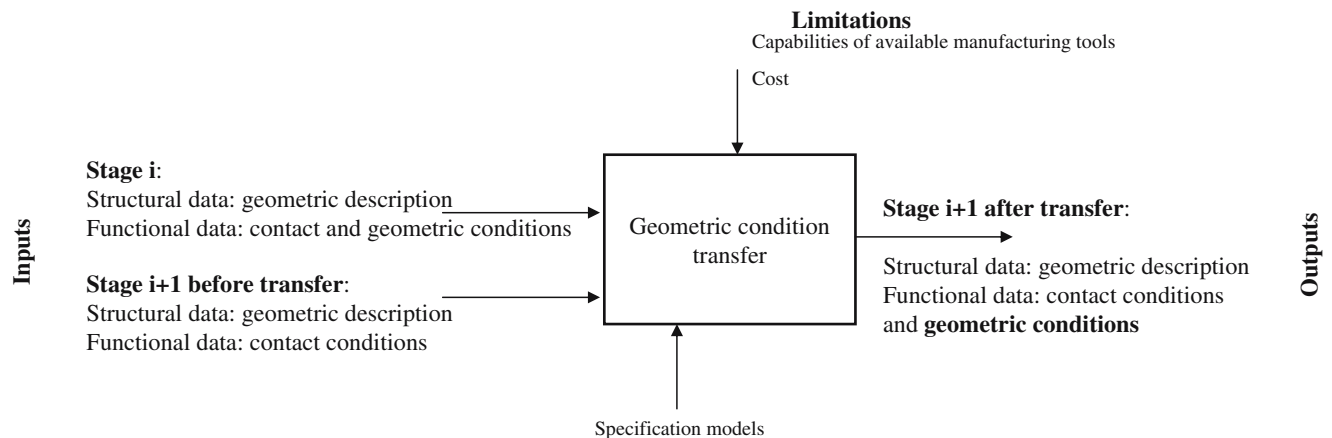 Limitations
Capabilities of available manufacturing tools
Cost
Inputs
Stage i:
Structural data: geometric description
Functional data: contact and geometric conditions
Stage i+1 before transfer:
Structural data: geometric description
Functional data: contact conditions
Geometric condition
transfer
Stage i+1 after transfer:
Structural data: geometric description
Functional data: contact conditions
and geometric conditions
Outputs
Specification models